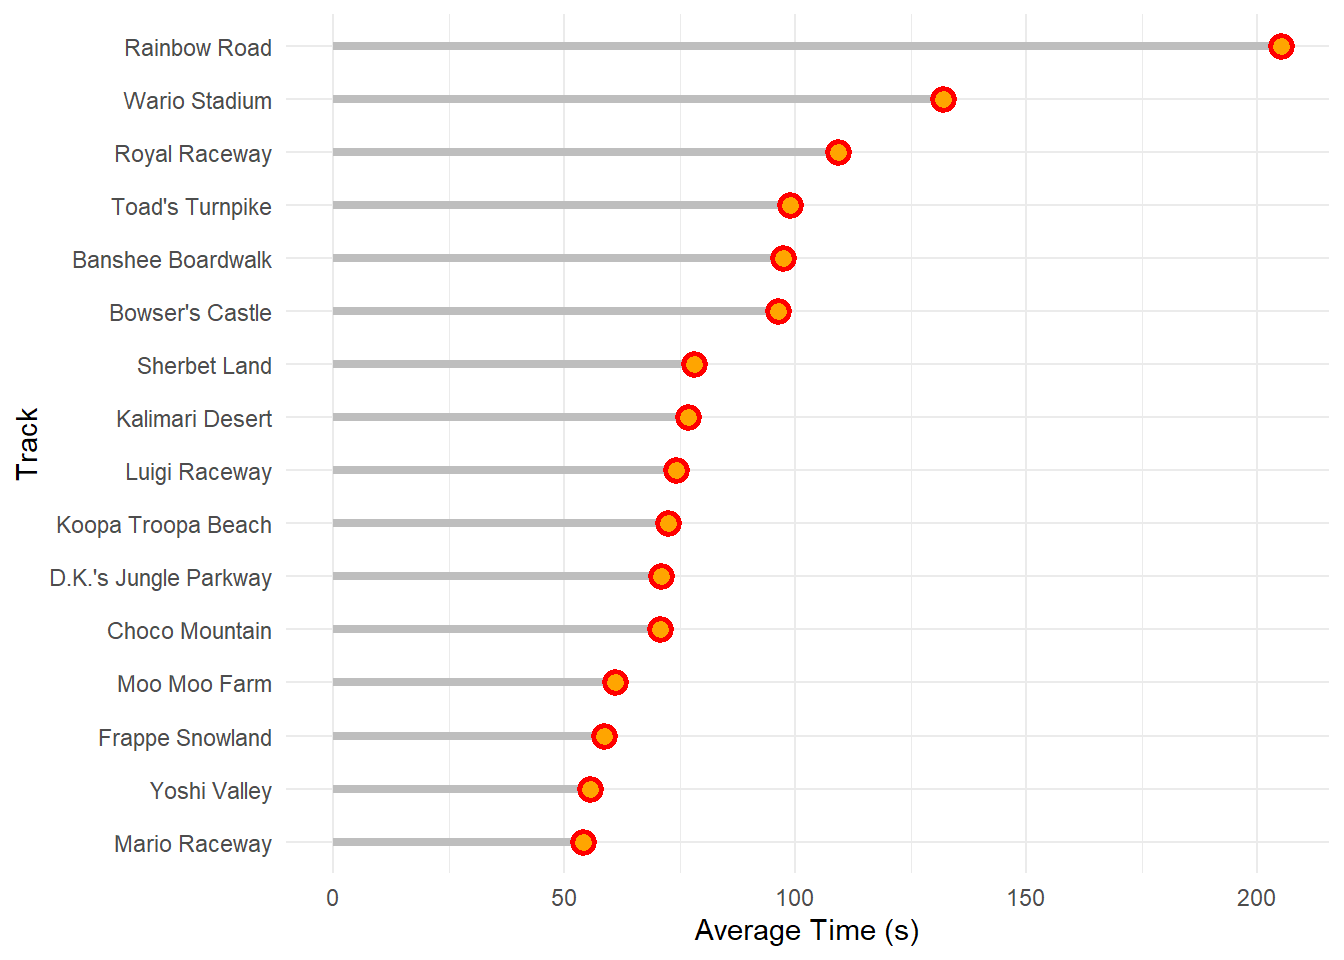 Rainbow Road
Wario Stadium
Royal Raceway
Toad's Turnpike
Banshee Boardwalk
Bowser's Castle
Sherbet Land
Kalimari Desert
Luigi Raceway
Koopa Troopa Beach
D.K.'s Jungle Parkway
Choco Mountain
Moo Moo Farm
Frappe Snowland
Yoshi Valley
Mario Raceway
Track
0 50 100 150 200
Average Time (s)